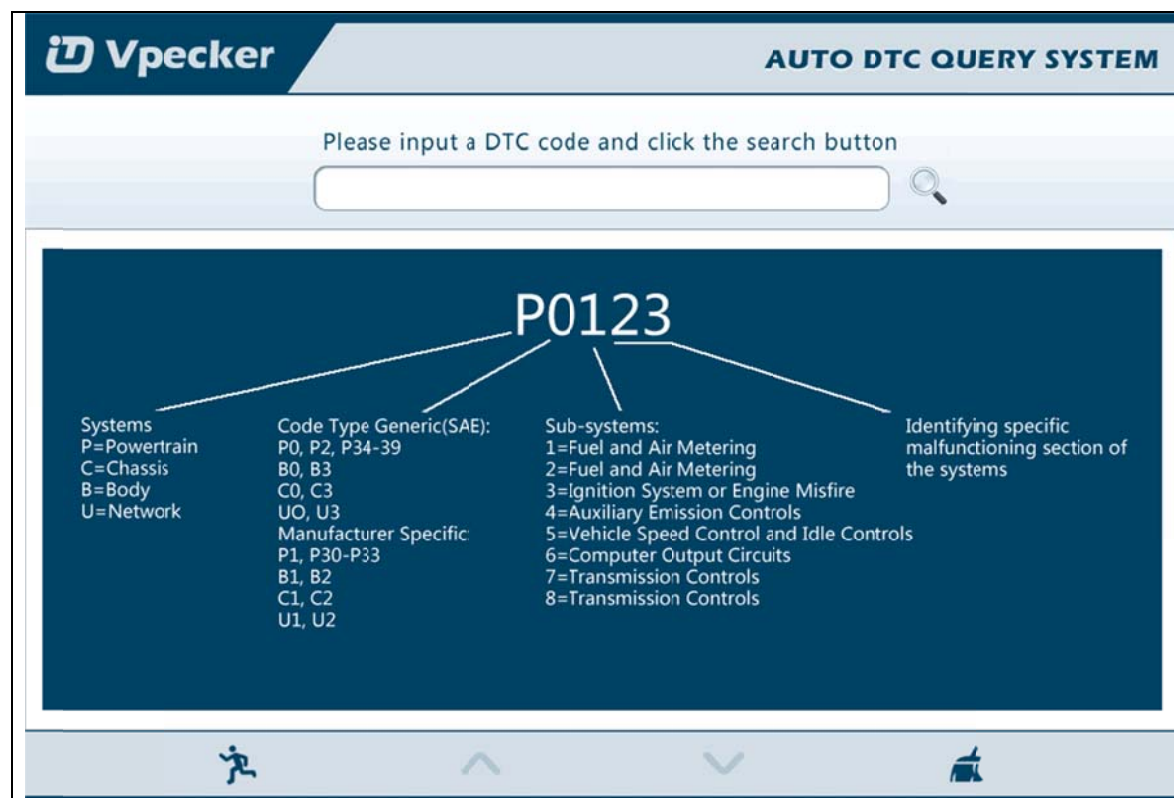 iD Vpecker
AUTO DTC QUERY SYSTEM
Please input a DTC code and click the search button
P0123
Systems
P=Powertrain
C=Chassis
B=Body
U=Network
Code Type Generic(SAE):
P0, P2, P34-39
B0, B3
C0, C3
UO, U3
Manufacturer Specific:
P1, P30-P33
B1, B2
C1, C2
U1, U2
Sub-systems:
1=Fuel and Air Metering
2=Fuel and Air Metering
3=Ignition System or Engine Misfire
4=Auxiliary Emission Controls
5=Vehicle Speed Control and Idle Controls
6=Computer Output Circuits
7=Transmission Controls
8=Transmission Controls
Identifying specific
malfunctioning section of
the systems